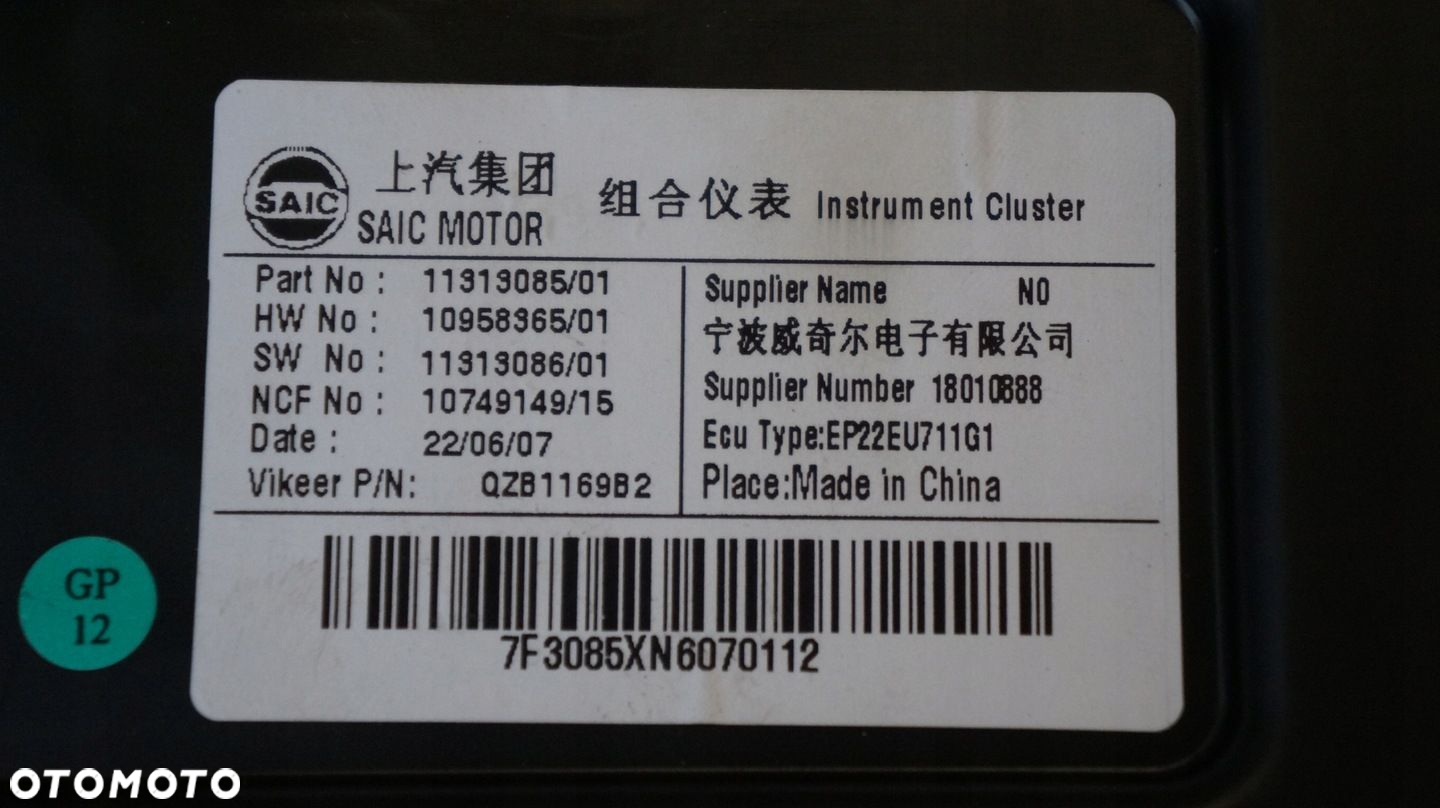 SAIC
上汽集团
SAIC MOTOR
组合仪表 Instrument Cluster
Part No : 11313085/01
HW No : 10958365/01
SW No : 11313086/01
NCF No : 10749149/15
Date : 22/06/07
Vikeer P/N: QZB1169B2
Supplier Name NO
宁波威奇尔电子有限公司
Supplier Number 18010888
Ecu Type:EP22EU711G1
Place:Made in China
7F3085XN6070112
GP
12
OTOMOTO